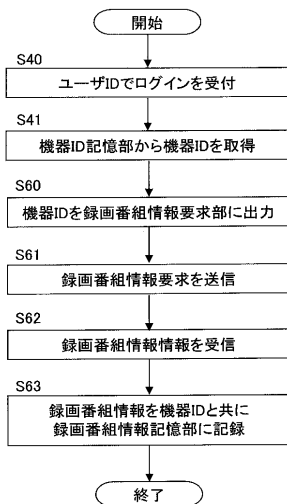 開始
S40
ユーザIDでログインを受付
S41
機器ID記憶部から機器IDを取得
S60
機器IDを録画番組情報要求部に出力
S61
録画番組情報要求を送信
S62
録画番組情報情報を受信
S63
録画番組情報を機器IDと共に
録画番組情報記憶部に記録
終了